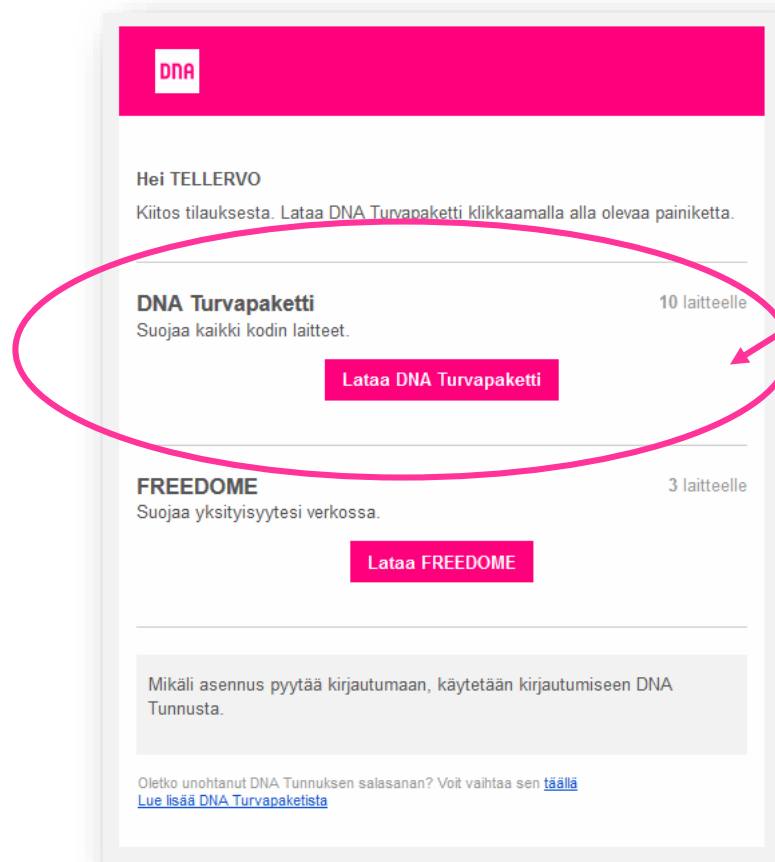 DNA
Hei TELLERVO
Kiitos tilauksesta. Lataa DNA Turvapaketti klikkaamalla alla olevaa painiketta.
DNA Turvapaketti 10 laitteelle
Suojaa kaikki kodin laitteet.
Lataa DNA Turvapaketti
FREEDOME 3 laitteelle
Suojaa yksityisyytesi verkossa.
Lataa FREEDOME
Mikäli asennus pyytää kirjautumaan, käytetään kirjautumiseen DNA
Tunnusta.
Oletko unohtanut DNA Tunnuksen salasanan? Voit vaihtaa sen täällä
Lue lisää DNA Turvapaketista